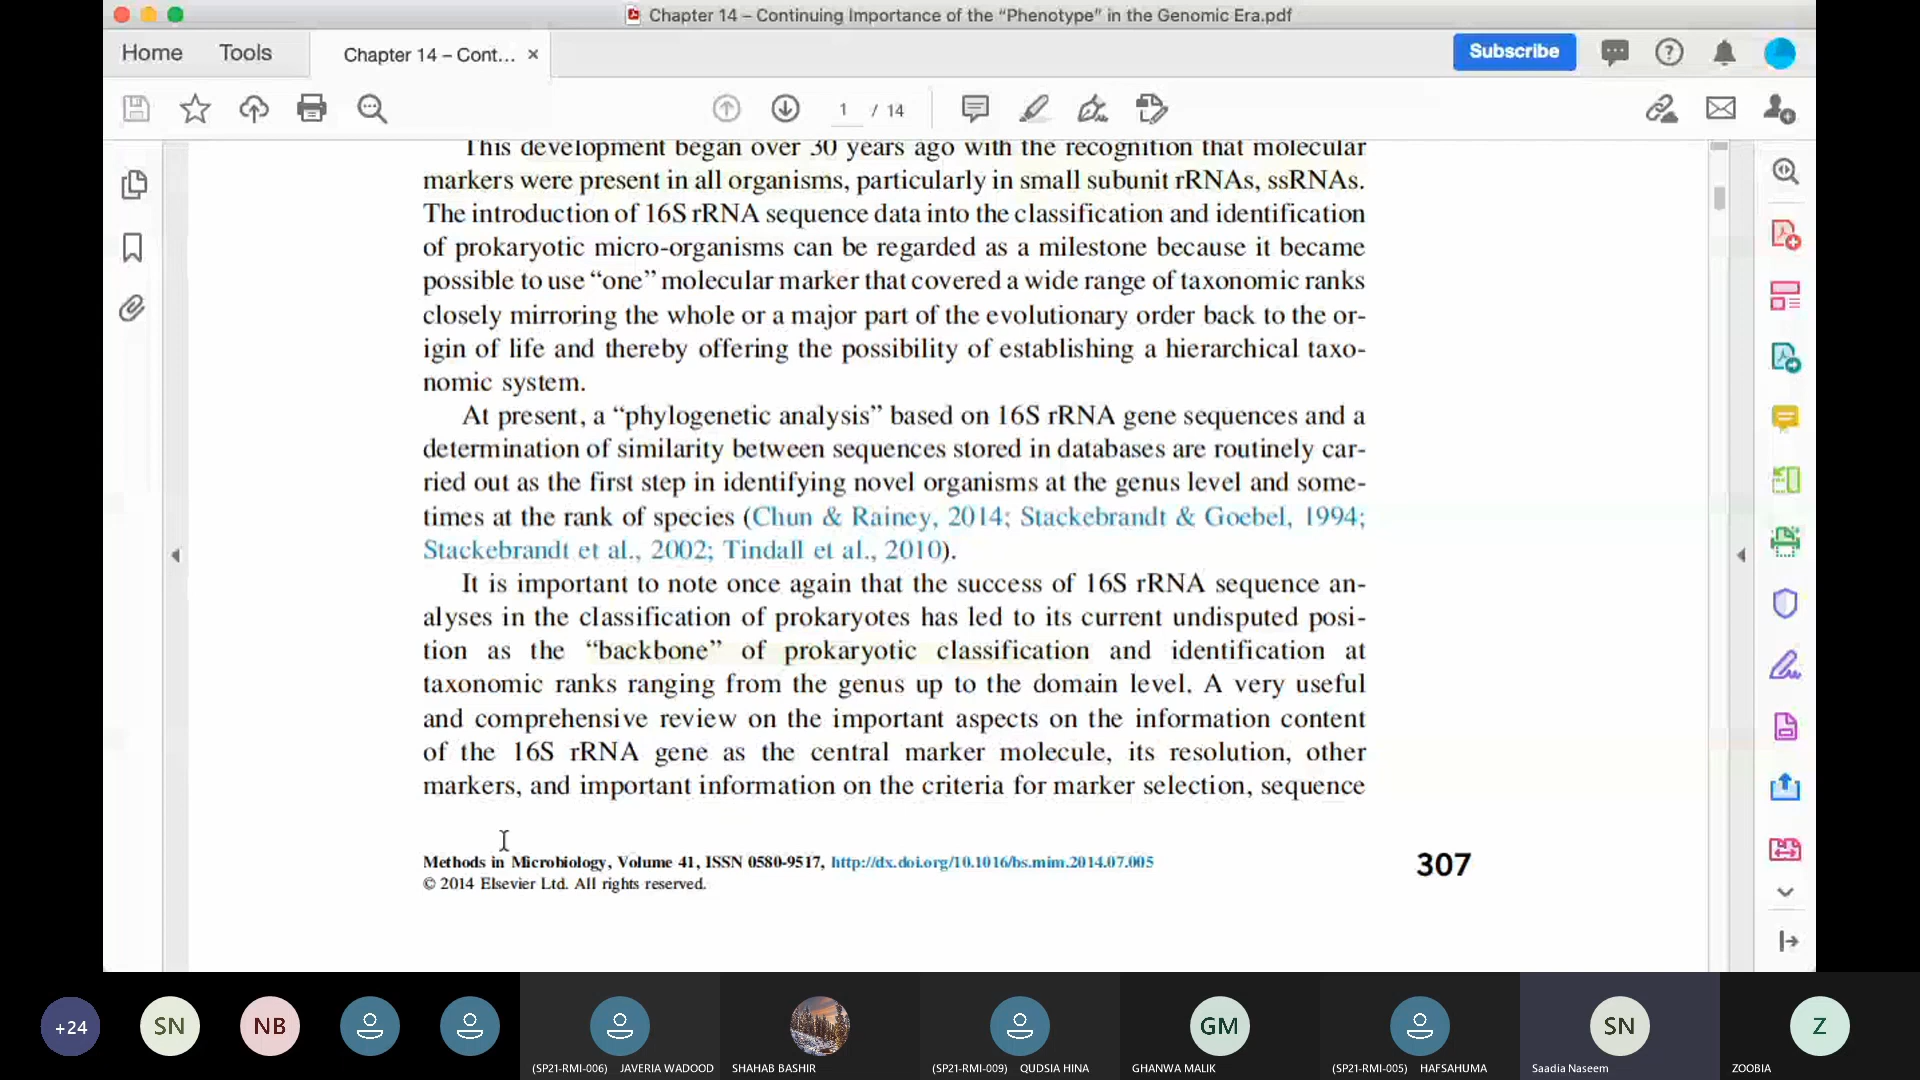 Chapter 14 – Continuing Importance of the “Phenotype” in the Genomic Era.pdf
Home Tools Chapter 14 – Cont... × Subscribe
1 / 14
This development began over 30 years ago with the recognition that molecular
markers were present in all organisms, particularly in small subunit rRNAs, ssRNAs.
The introduction of 16S rRNA sequence data into the classification and identification
of prokaryotic micro-organisms can be regarded as a milestone because it became
possible to use “one” molecular marker that covered a wide range of taxonomic ranks
closely mirroring the whole or a major part of the evolutionary order back to the or-
igin of life and thereby offering the possibility of establishing a hierarchical taxo-
nomic system.
At present, a “phylogenetic analysis” based on 16S rRNA gene sequences and a
determination of similarity between sequences stored in databases are routinely car-
ried out as the first step in identifying novel organisms at the genus level and some-
times at the rank of species (Chun & Rainey, 2014; Stackebrandt & Goebel, 1994;
Stackebrandt et al., 2002; Tindall et al., 2010).
It is important to note once again that the success of 16S rRNA sequence an-
alyses in the classification of prokaryotes has led to its current undisputed posi-
tion as the “backbone” of prokaryotic classification and identification at
taxonomic ranks ranging from the genus up to the domain level. A very useful
and comprehensive review on the important aspects on the information content
of the 16S rRNA gene as the central marker molecule, its resolution, other
markers, and important information on the criteria for marker selection, sequence
Methods in Microbiology, Volume 41, ISSN 0580-9517, http://dx.doi.org/10.1016/bs.mim.2014.07.005
© 2014 Elsevier Ltd. All rights reserved.
307
+24 SN NB GM SN Z
(SP21-RMI-006) JAVERIA WADOOD SHAHAB BASHIR (SP21-RMI-009) QUDSIA HINA GHANWA MALIK (SP21-RMI-005) HAFSAHUMA Saadia Naseem ZOOBIA